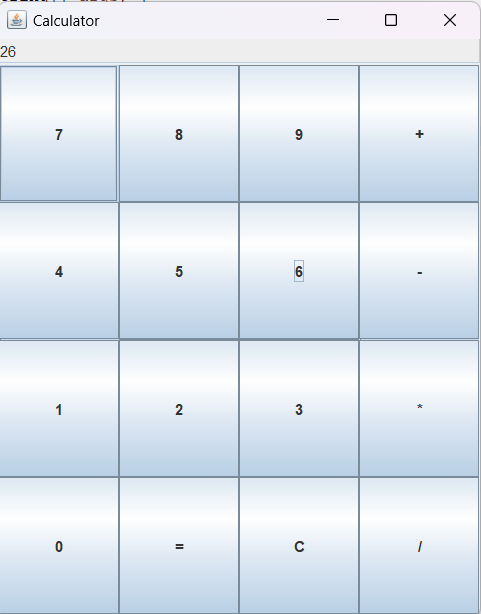 Calculator
26
7 8 9 +
4 5 6 -
1 2 3 *
0 = C /